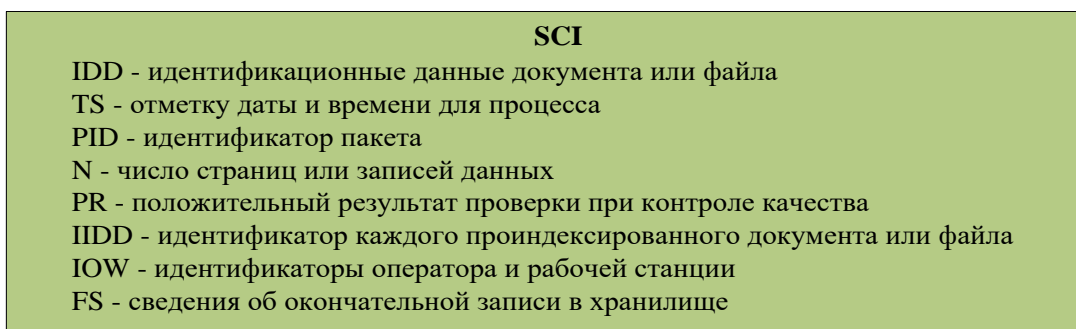 SCI
IDD - идентификационные данные документа или файла
TS - отметку даты и времени для процесса
PID - идентификатор пакета
N - число страниц или записей данных
PR - положительный результат проверки при контроле качества
IIDD - идентификатор каждого проиндексированного документа или файла
IOW - идентификаторы оператора и рабочей станции
FS - сведения об окончательной записи в хранилище